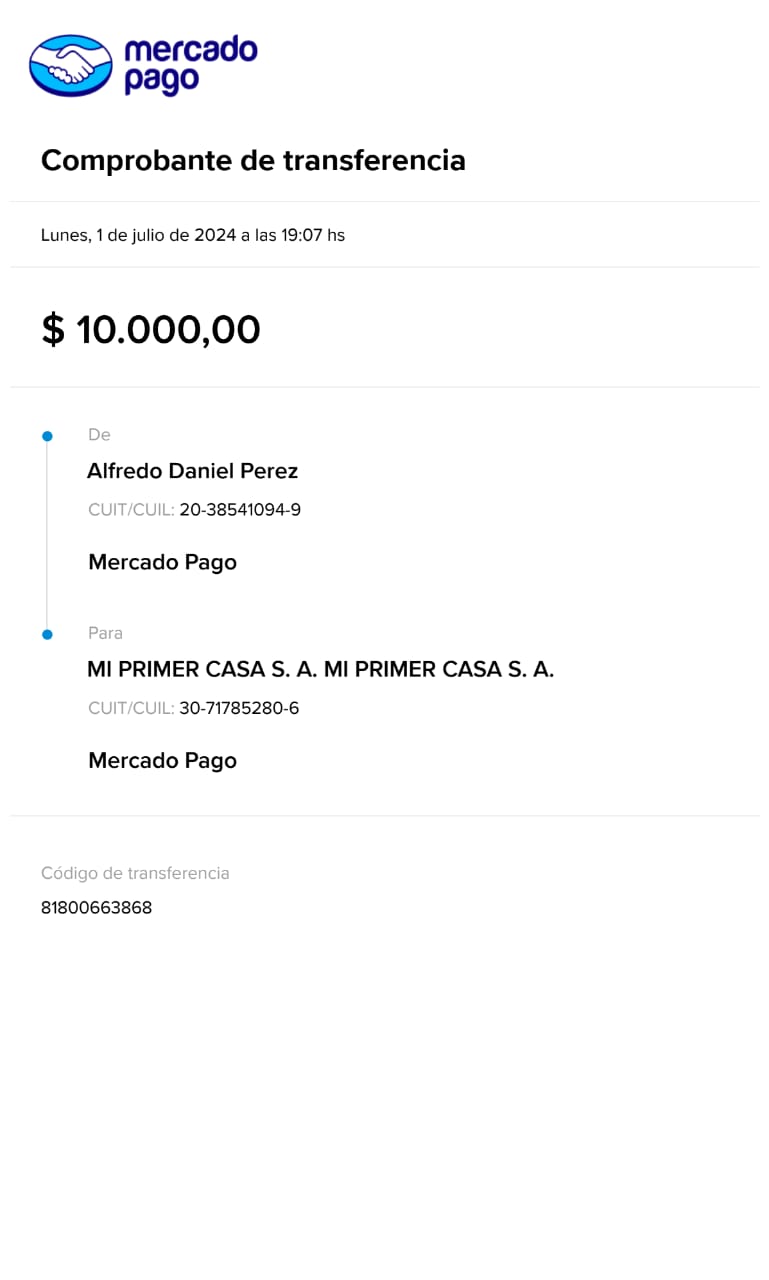 mercado
pago
Comprobante de transferencia
Lunes, 1 de julio de 2024 a las 19:07 hs
$ 10.000,00
De
Alfredo Daniel Perez
CUIT/CUIL: 20-38541094-9
Mercado Pago
Para
MI PRIMER CASA S. A. MI PRIMER CASA S. A.
CUIT/CUIL: 30-71785280-6
Mercado Pago
Código de transferencia
81800663868